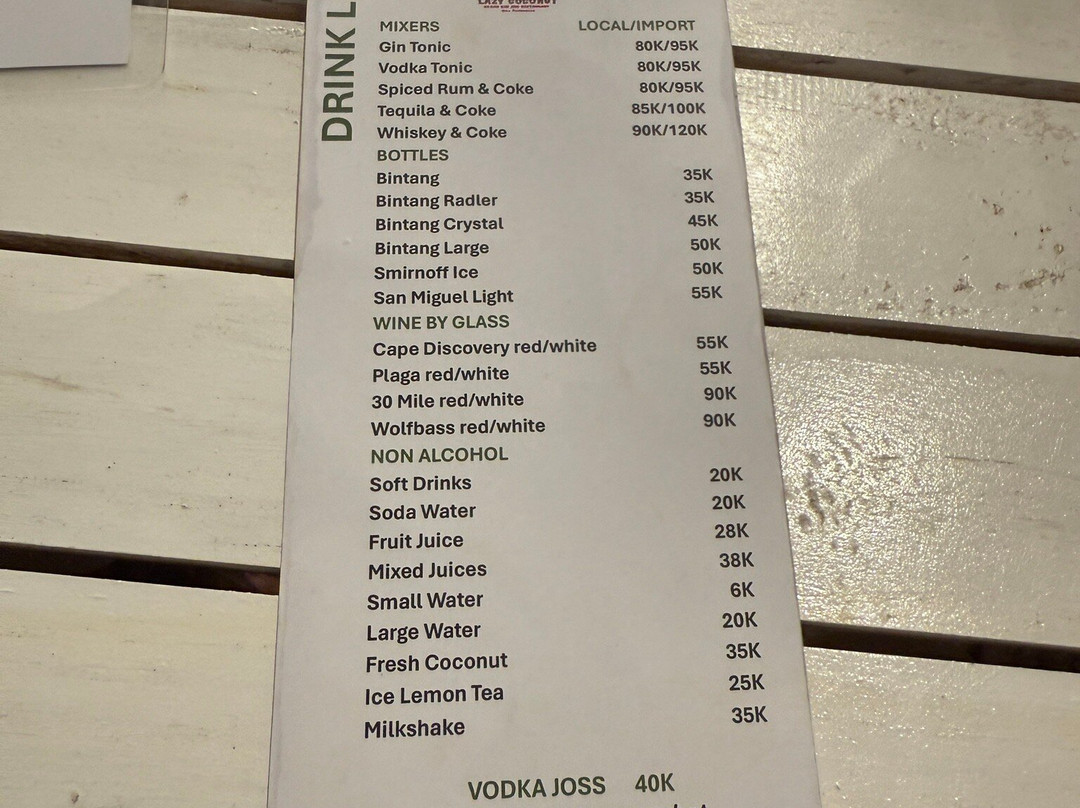 LAZY COCONUT
DRINK L
MIXERS LOCAL/IMPORT
Gin Tonic 80K/95K
Vodka Tonic 80K/95K
Spiced Rum & Coke 80K/95K
Tequila & Coke 85K/100K
Whiskey & Coke 90K/120K
BOTTLES
Bintang 35K
Bintang Radler 35K
Bintang Crystal 45K
Bintang Large 50K
Smirnoff Ice 50K
San Miguel Light 55K
WINE BY GLASS
Cape Discovery red/white 55K
Plaga red/white 55K
30 Mile red/white 90K
Wolfbass red/white 90K
NON ALCOHOL
Soft Drinks 20K
Soda Water 20K
Fruit Juice 28K
Mixed Juices 38K
Small Water 6K
Large Water 20K
Fresh Coconut 35K
Ice Lemon Tea 25K
Milkshake 35K
VODKA JOSS 40K